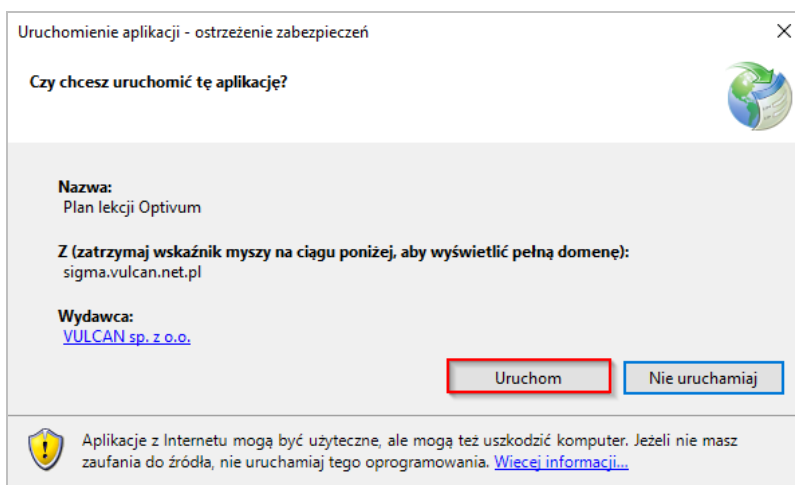 Uruchomienie aplikacji - ostrzeżenie zabezpieczeń
Czy chcesz uruchomić tę aplikację?
Nazwa:
Plan lekcji Optivum
Z (zatrzymaj wskaźnik myszy na ciągu poniżej, aby wyświetlić pełną domenę):
sigma.vulcan.net.pl
Wydawca:
VULCAN sp. z o.o.
Uruchom
Nie uruchamiaj
Aplikacje z Internetu mogą być użyteczne, ale mogą też uszkodzić komputer. Jeżeli nie masz
zaufania do źródła, nie uruchamiaj tego oprogramowania. Więcej informacji...